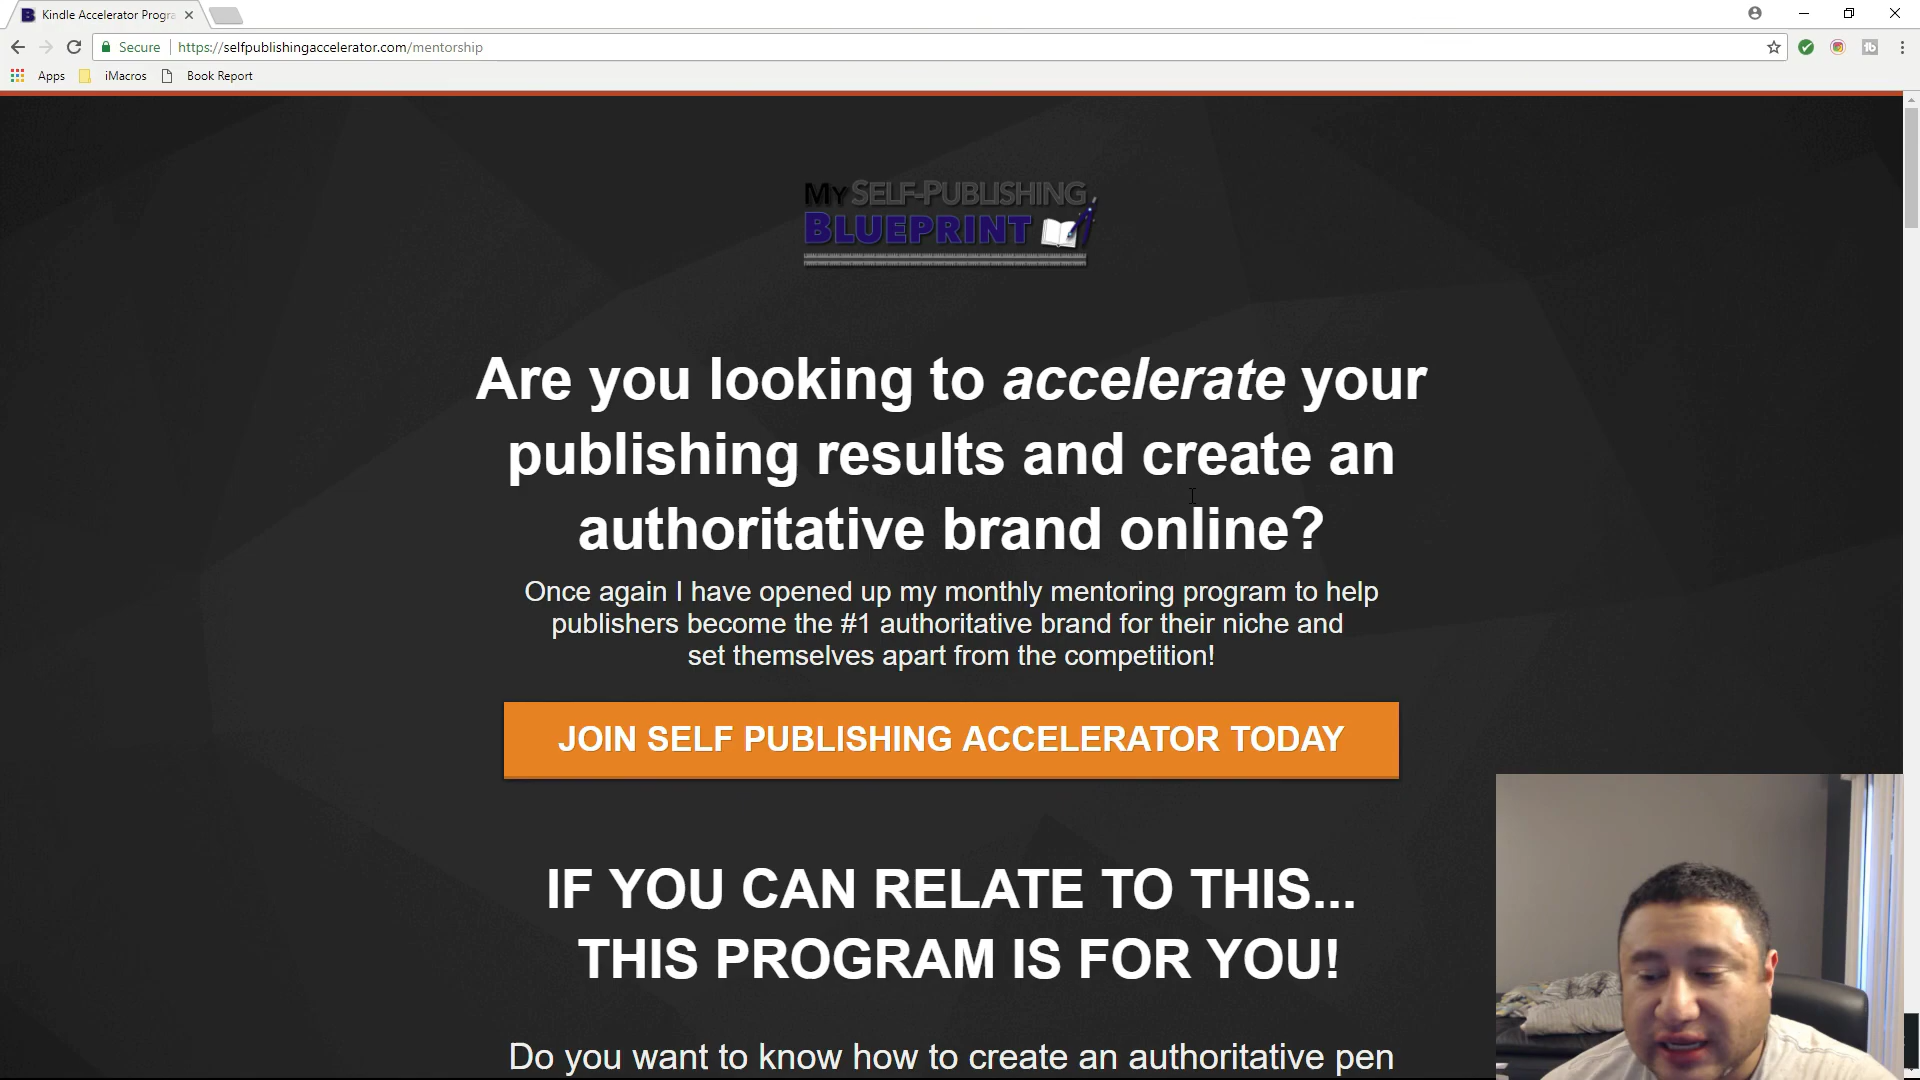 Kindle Accelerator Progra
Secure
https://selfpublishingaccelerator.com/mentorship
Apps
iMacros
Book Report
MY SELF-PUBLISHING
BLUEPRINT
Are you looking to accelerate your
publishing results and create an
authoritative brand online?
Once again I have opened up my monthly mentoring program to help
publishers become the #1 authoritative brand for their niche and
set themselves apart from the competition!
JOIN SELF PUBLISHING ACCELERATOR TODAY
IF YOU CAN RELATE TO THIS...
THIS PROGRAM IS FOR YOU!
Do you want to know how to create an authoritative pen